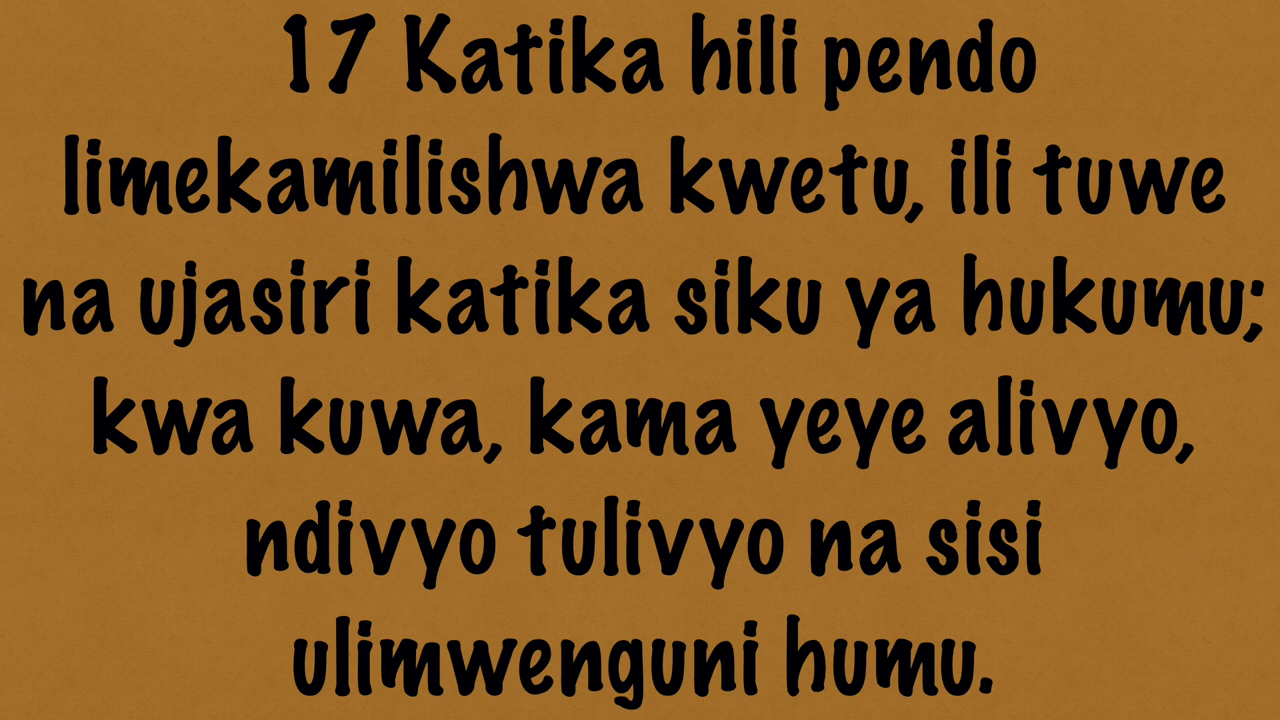 17 Katika hili pendo
limekamilishwa kwetu, ili tuwe
na ujasiri katika siku ya hukumu;
kwa kuwa, kama yeye alivyo,
ndivyo tulivyo na sisi
ulimwenguni humu.